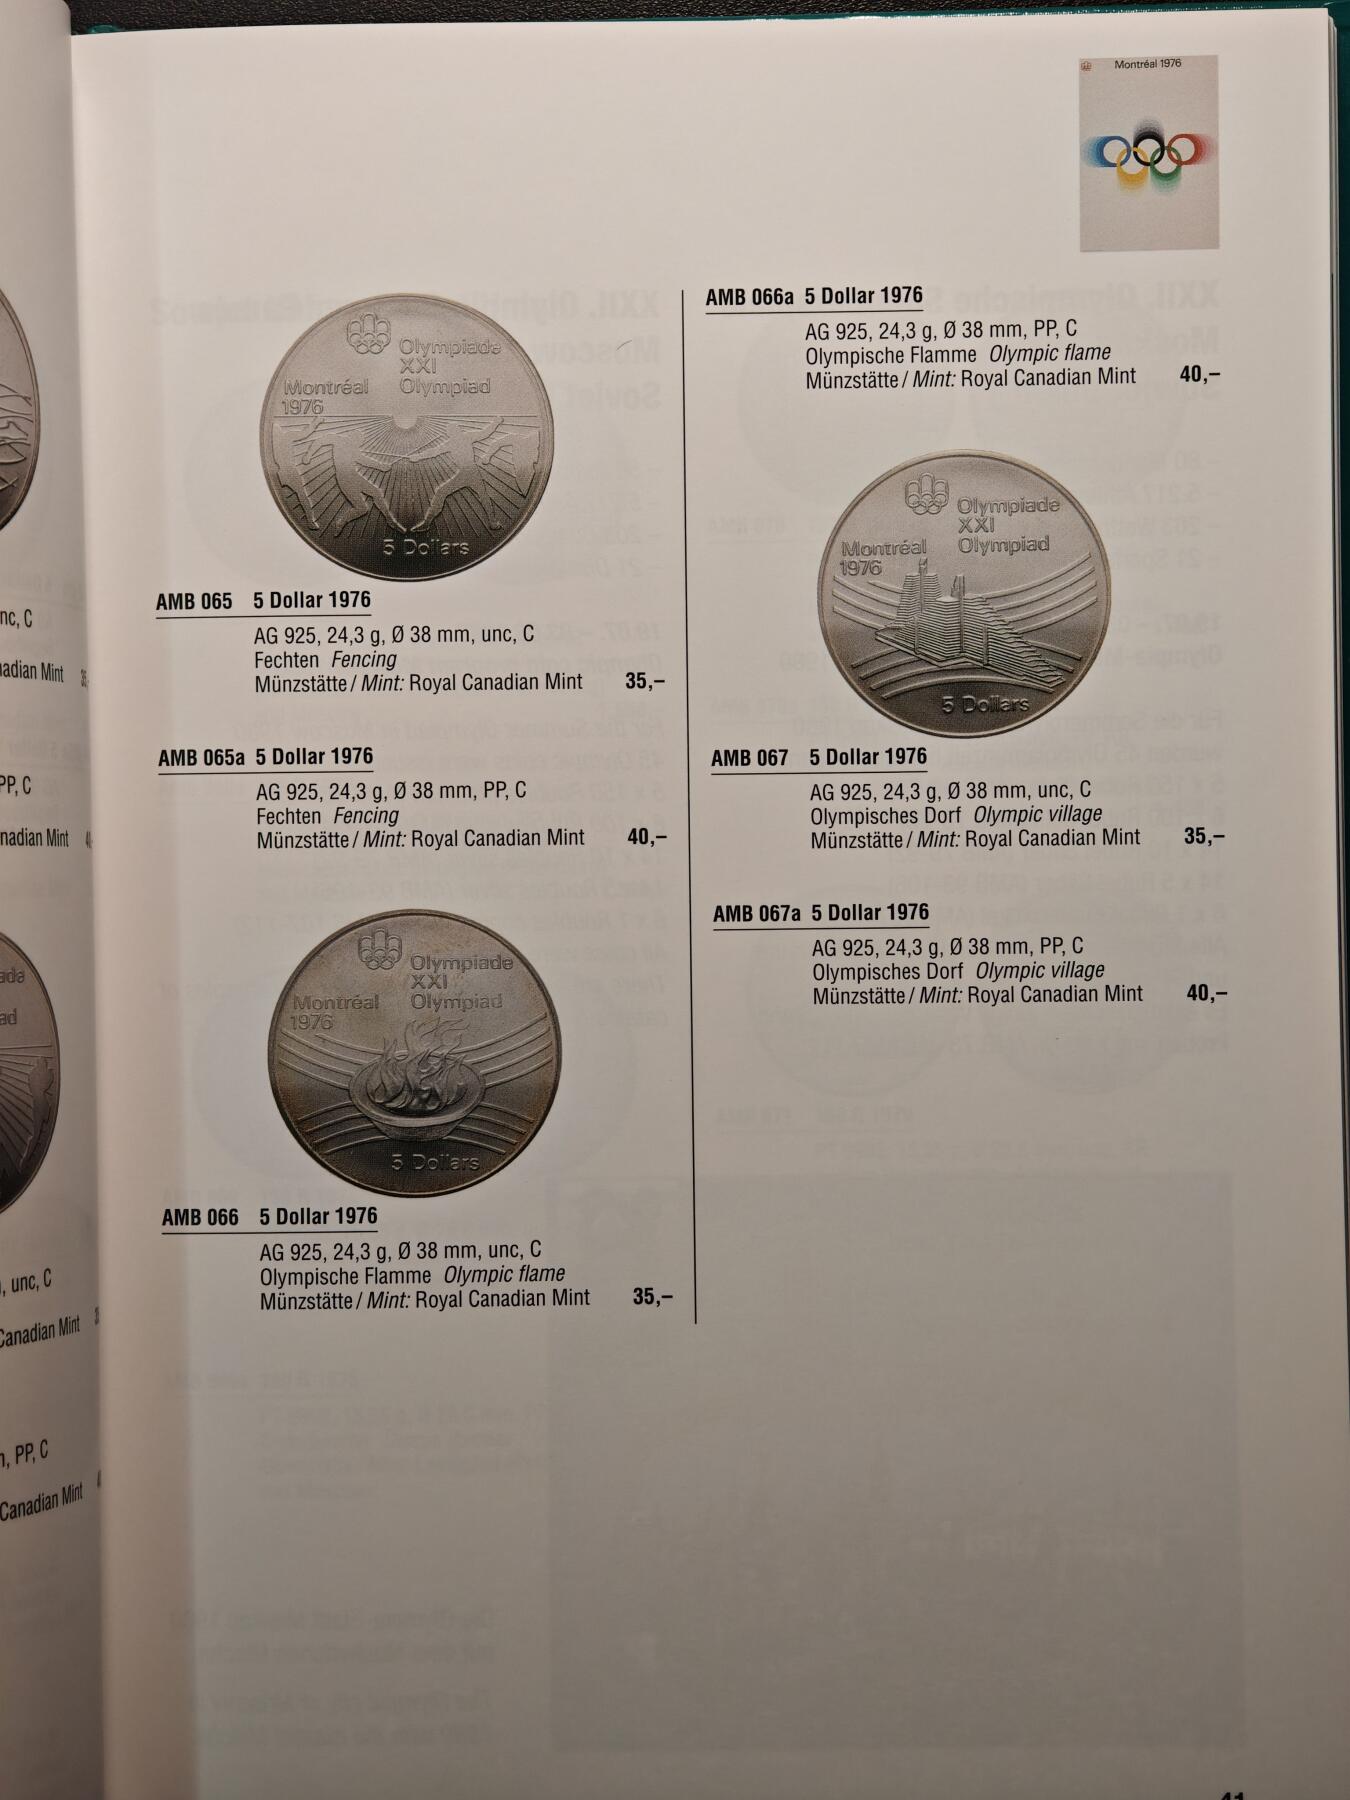 Montréal 1976
Olympiade
XXI
Olympiad
Montréal
1976
5 Dollars
AMB 065 5 Dollar 1976
AG 925, 24,3 g, Ø 38 mm, unc, C
Fechten Fencing
Münzstätte / Mint: Royal Canadian Mint 35,–
AMB 065a 5 Dollar 1976
AG 925, 24,3 g, Ø 38 mm, PP, C
Fechten Fencing
Münzstätte / Mint: Royal Canadian Mint 40,–
Olympiade
XXI
Olympiad
Montréal
1976
5 Dollars
AMB 066 5 Dollar 1976
AG 925, 24,3 g, Ø 38 mm, unc, C
Olympische Flamme Olympic flame
Münzstätte / Mint: Royal Canadian Mint 35,–
AMB 066a 5 Dollar 1976
AG 925, 24,3 g, Ø 38 mm, PP, C
Olympische Flamme Olympic flame
Münzstätte / Mint: Royal Canadian Mint 40,–
Olympiade
XXI
Olympiad
Montréal
1976
5 Dollars
AMB 067 5 Dollar 1976
AG 925, 24,3 g, Ø 38 mm, unc, C
Olympisches Dorf Olympic village
Münzstätte / Mint: Royal Canadian Mint 35,–
AMB 067a 5 Dollar 1976
AG 925, 24,3 g, Ø 38 mm, PP, C
Olympisches Dorf Olympic village
Münzstätte / Mint: Royal Canadian Mint 40,–